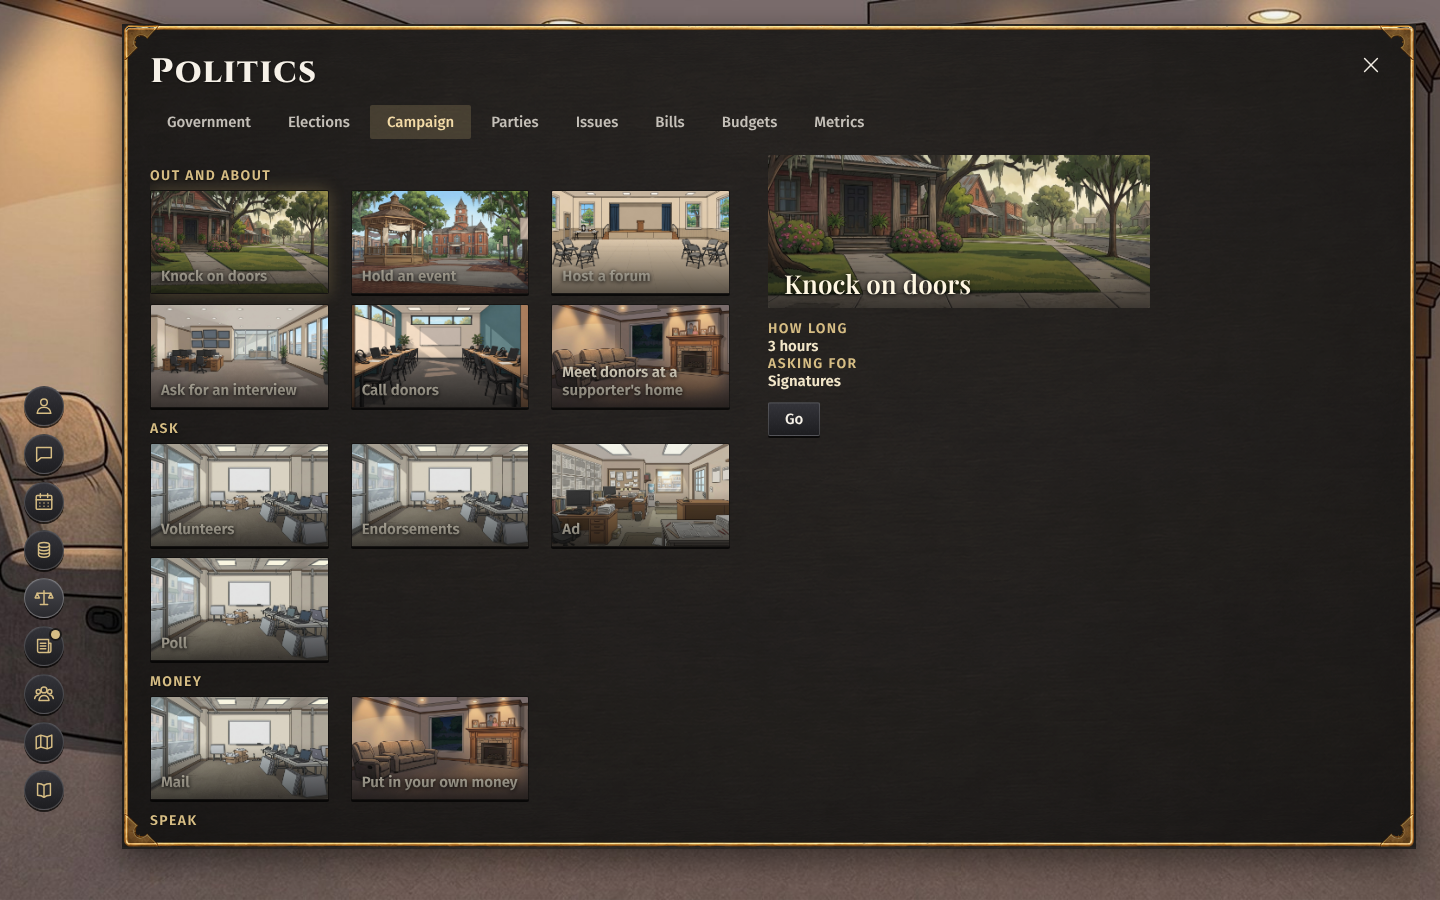 POLITICS
Government Elections Campaign Parties Issues Bills Budgets Metrics
OUT AND ABOUT
Knock on doors
Hold an event
Host a forum
Ask for an interview
Call donors
Meet donors at a
supporter's home
ASK
Volunteers
Endorsements
Ad
Poll
MONEY
Mail
Put in your own money
SPEAK
Knock on doors
HOW LONG
3 hours
ASKING FOR
Signatures
Go